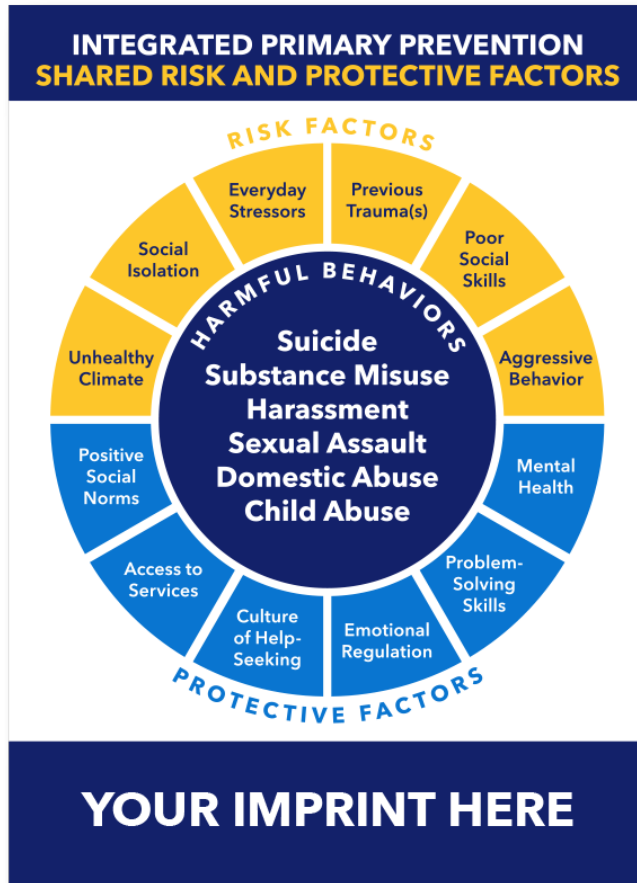 INTEGRATED PRIMARY PREVENTION
SHARED RISK AND PROTECTIVE FACTORS
RISK FACTORS
Everyday
Stressors
Previous
Trauma(s)
Social
Isolation
Poor
Social
Skills
Unhealthy
Climate
Aggressive
Behavior
HARMFUL BEHAVIORS
Suicide
Substance Misuse
Harassment
Sexual Assault
Domestic Abuse
Child Abuse
Positive
Social
Norms
Mental
Health
Access to
Services
Problem-
Solving
Skills
Culture
of Help-
Seeking
Emotional
Regulation
PROTECTIVE FACTORS
YOUR IMPRINT HERE